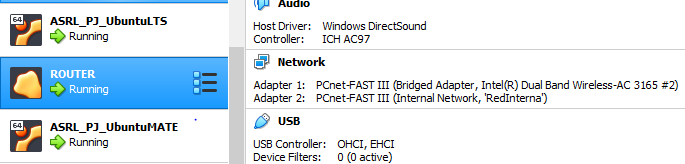 64 ASRL_PJ_UbuntuLTS
Running
ROUTER
Running
64 ASRL_PJ_UbuntuMATE
Running
Audio
Host Driver: Windows DirectSound
Controller: ICH AC97
Network
Adapter 1: PCnet-FAST III (Bridged Adapter, Intel(R) Dual Band Wireless-AC 3165 #2)
Adapter 2: PCnet-FAST III (Internal Network, 'RedInterna')
USB
USB Controller: OHCI, EHCI
Device Filters: 0 (0 active)